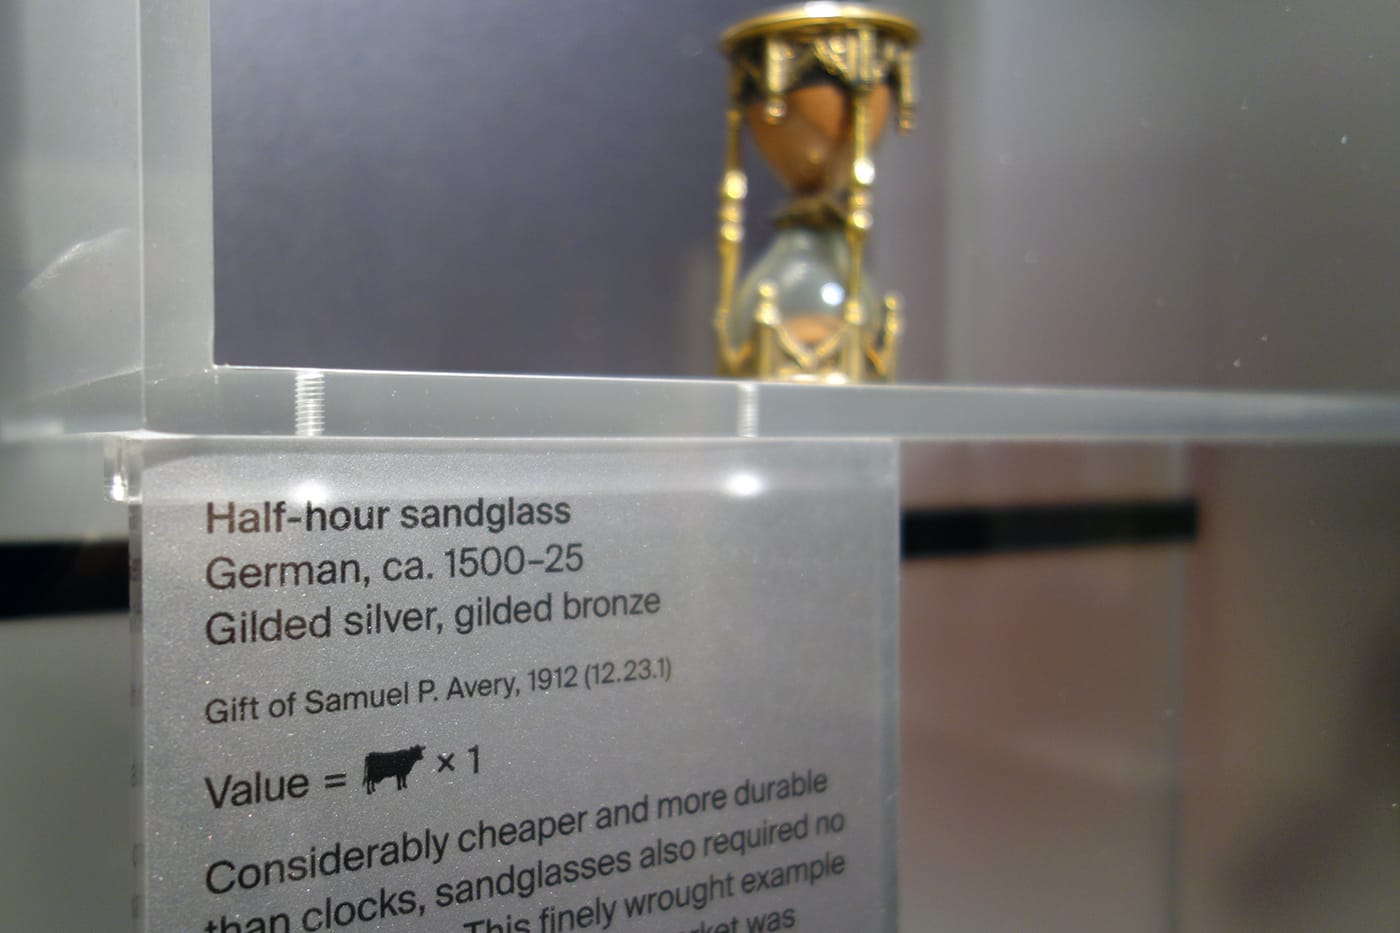 Half-hour sandglass
German, ca. 1500–25
Gilded silver, gilded bronze
Gift of Samuel P. Avery, 1912 (12.23.1)
Value = × 1
Considerably cheaper and more durable
than clocks, sandglasses also required no
This finely wrought example
was